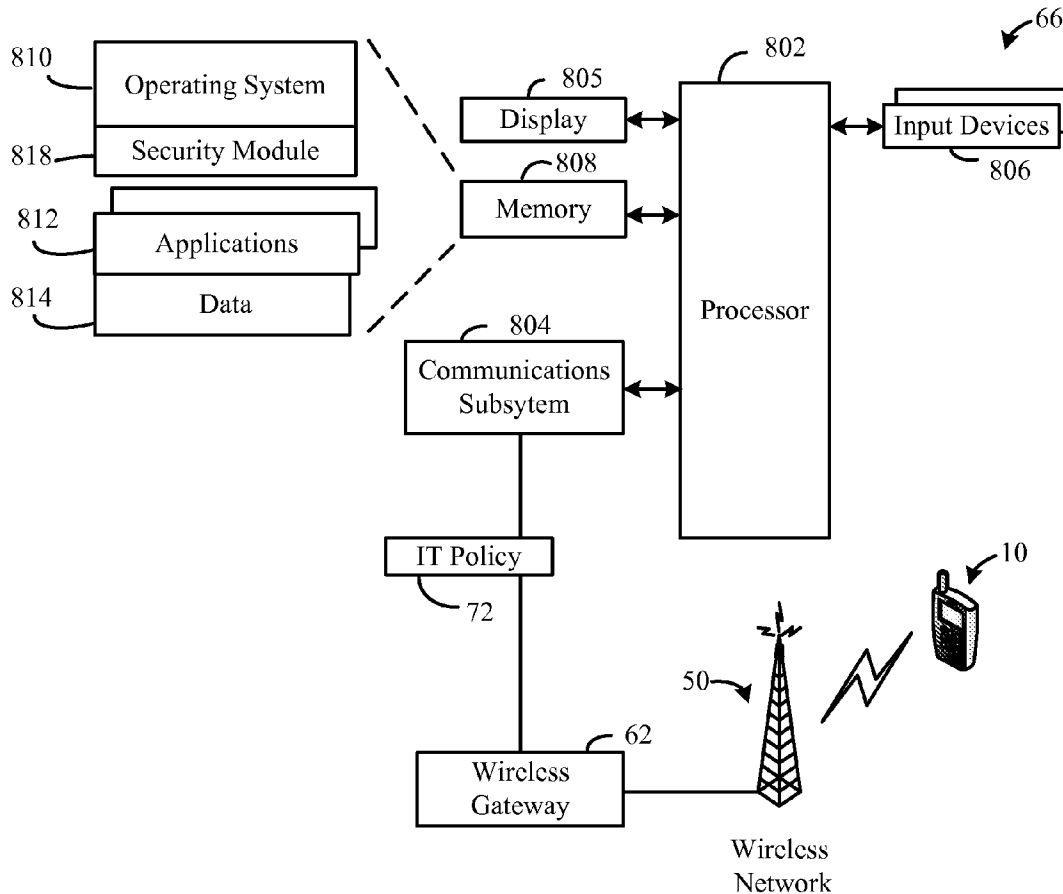 66
810
802
805
Operating System
Display
Input Devices
818
Security Module
808
806
Memory
812
Applications
814
Data
Processor
804
Communications
Subsytem
IT Policy
72
10
50
62
Wireless
Gateway
Wireless
Network